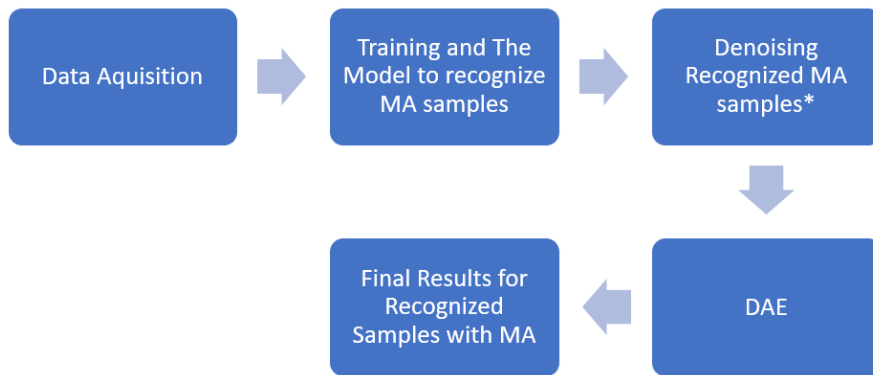 Data Aquisition
Training and The
Model to recognize
MA samples
Denoising
Recognized MA
samples*
DAE
Final Results for
Recognized
Samples with MA